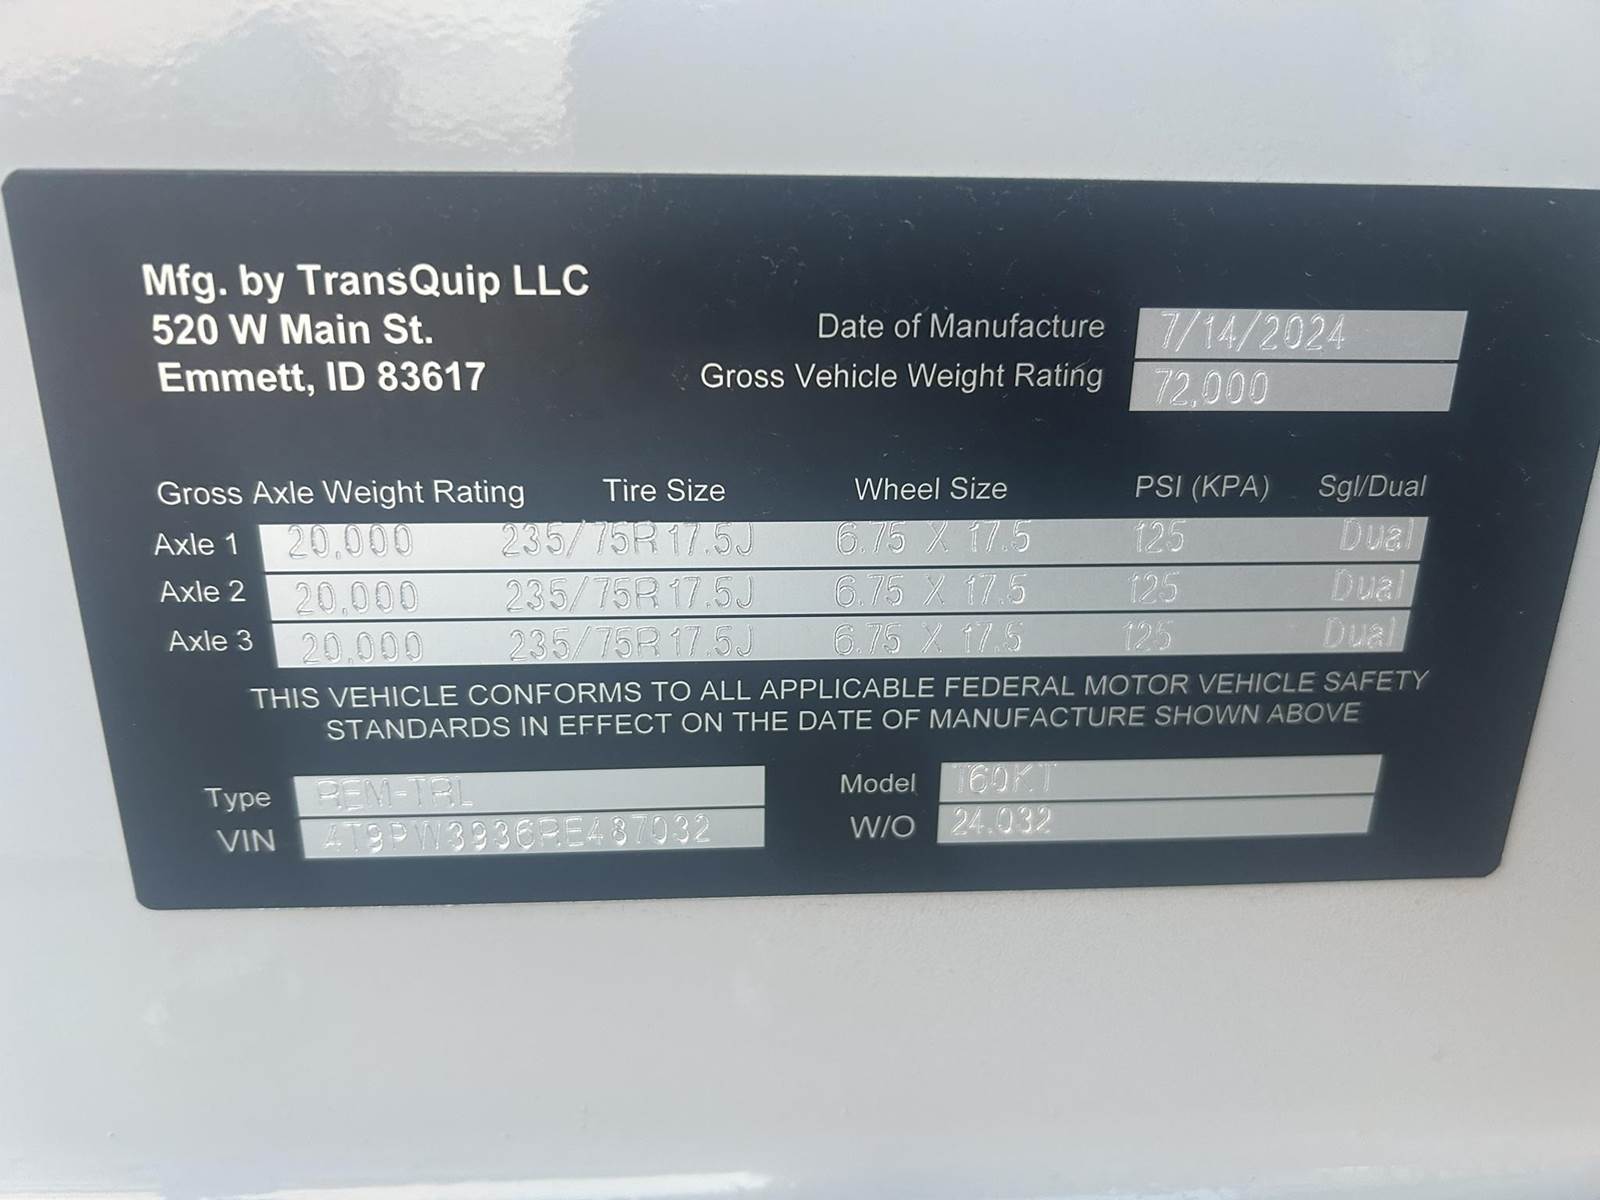 Mfg. by TransQuip LLC
520 W Main St.
Emmett, ID 83617
Date of Manufacture 7/14/2024
Gross Vehicle Weight Rating 72,000
Gross Axle Weight Rating Tire Size Wheel Size PSI (KPA) Sgl/Dual
Axle 1 20,000 235/75R17.5J 6.75 X 17.5 125 Dual
Axle 2 20,000 235/75R17.5J 6.75 X 17.5 125 Dual
Axle 3 20,000 235/75R17.5J 6.75 X 17.5 125 Dual
THIS VEHICLE CONFORMS TO ALL APPLICABLE FEDERAL MOTOR VEHICLE SAFETY
STANDARDS IN EFFECT ON THE DATE OF MANUFACTURE SHOWN ABOVE
Type REM-TRL Model T60KT
VIN 4T9PW3936RE487032 W/O 24.032